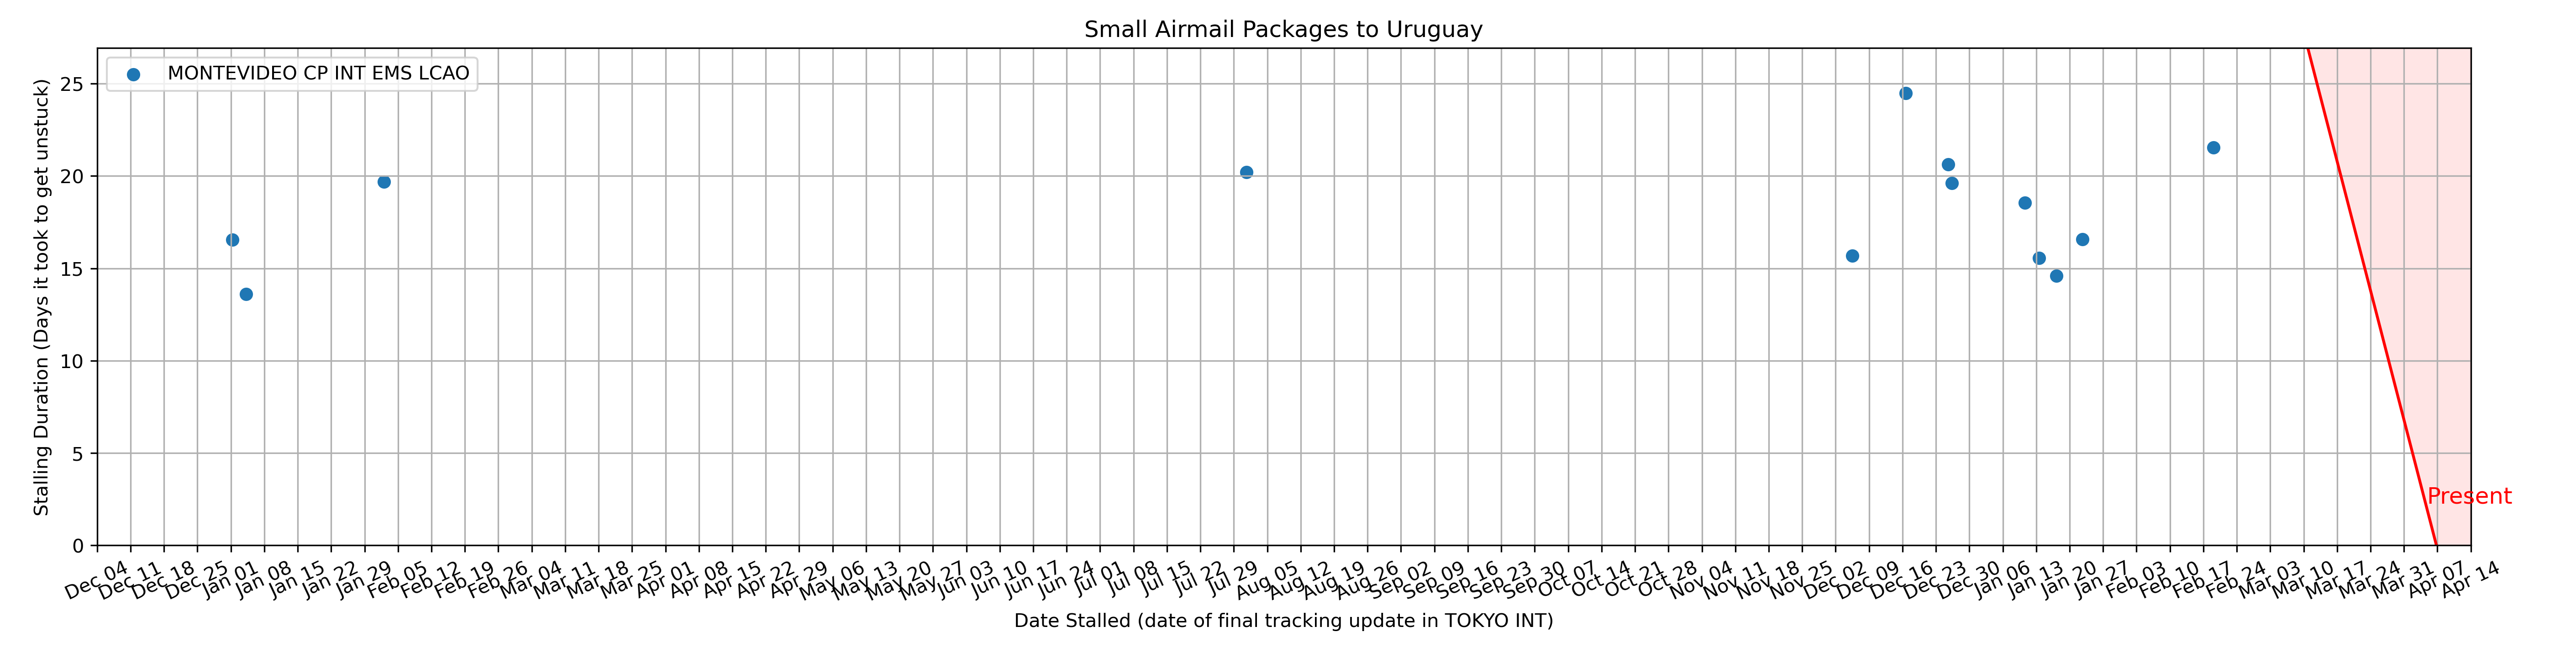 Small Airmail Packages to Uruguay
MONTEVIDEO CP INT EMS LCAO
Stalling Duration (Days it took to get unstuck)
25
20
15
10
5
0
Present
Dec 04
Dec 11
Dec 18
Dec 25
Jan 01
Jan 08
Jan 15
Jan 22
Jan 29
Feb 05
Feb 12
Feb 19
Feb 26
Mar 04
Mar 11
Mar 18
Mar 25
Apr 01
Apr 08
Apr 15
Apr 22
Apr 29
May 06
May 13
May 20
May 27
Jun 03
Jun 10
Jun 17
Jun 24
Jul 01
Jul 08
Jul 15
Jul 22
Jul 29
Aug 05
Aug 12
Aug 19
Aug 26
Sep 02
Sep 09
Sep 16
Sep 23
Sep 30
Oct 07
Oct 14
Oct 21
Oct 28
Nov 04
Nov 11
Nov 18
Nov 25
Dec 02
Dec 09
Dec 16
Dec 23
Dec 30
Jan 06
Jan 13
Jan 20
Jan 27
Feb 03
Feb 10
Feb 17
Feb 24
Mar 03
Mar 10
Mar 17
Mar 24
Mar 31
Apr 07
Apr 14
Date Stalled (date of final tracking update in TOKYO INT)